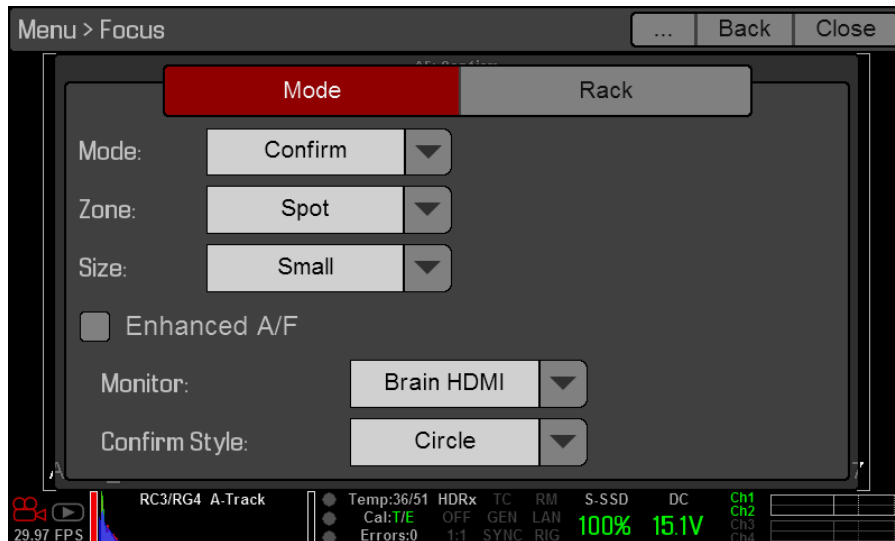 Menu > Focus ... Back Close
Mode Rack
Mode: Confirm
Zone: Spot
Size: Small
Enhanced A/F
Monitor: Brain HDMI
Confirm Style: Circle
RC3/RG4 A-Track Temp:36/51 HDRx TC RM S-SSD DC Ch1
Cal:T/E OFF GEN LAN 100% 15.1V Ch2
29.97 FPS Errors:0 1:1 SYNC RIG Ch3
Ch4